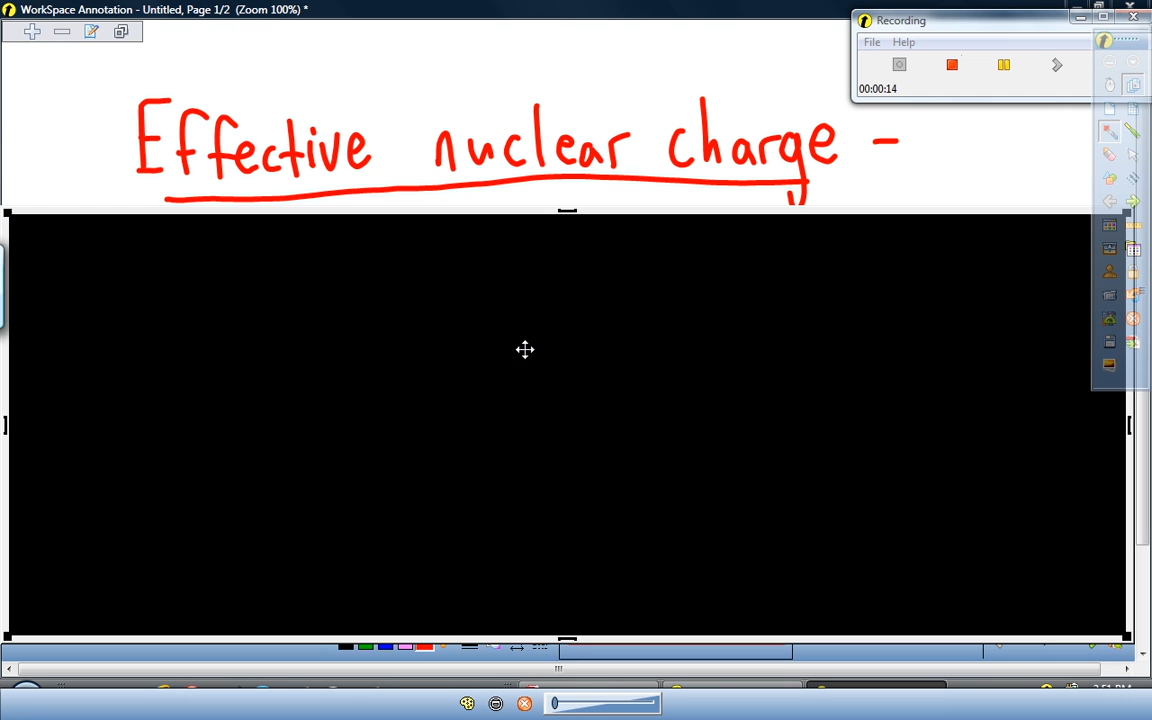 WorkSpace Annotation - Untitled, Page 1/2 (Zoom 100%) *
Recording
File Help
00:00:14
Effective nuclear charge -